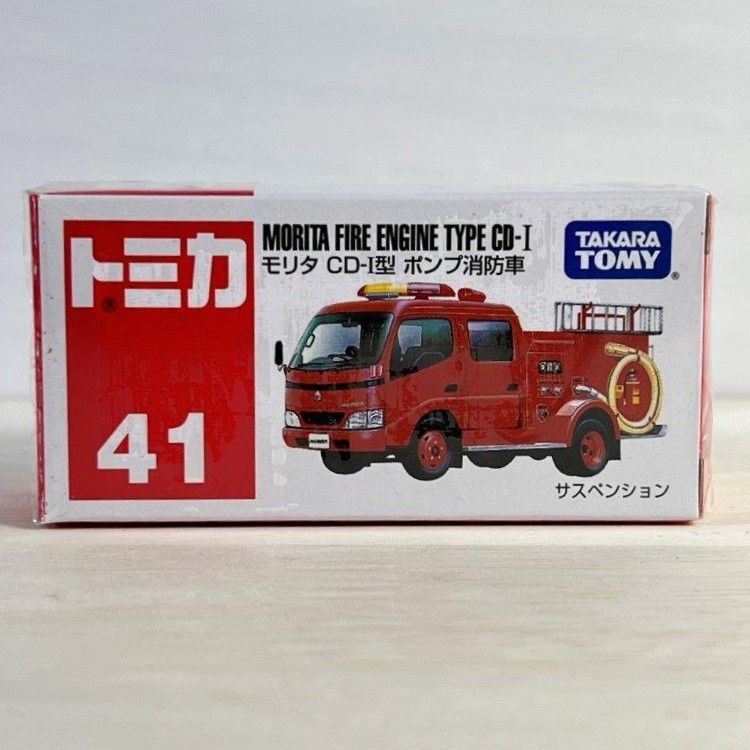 トミカ
41
MORITA FIRE ENGINE TYPE CD-I
モリタ CD-I型 ポンプ消防車
TAKARA
TOMY
サスペンション